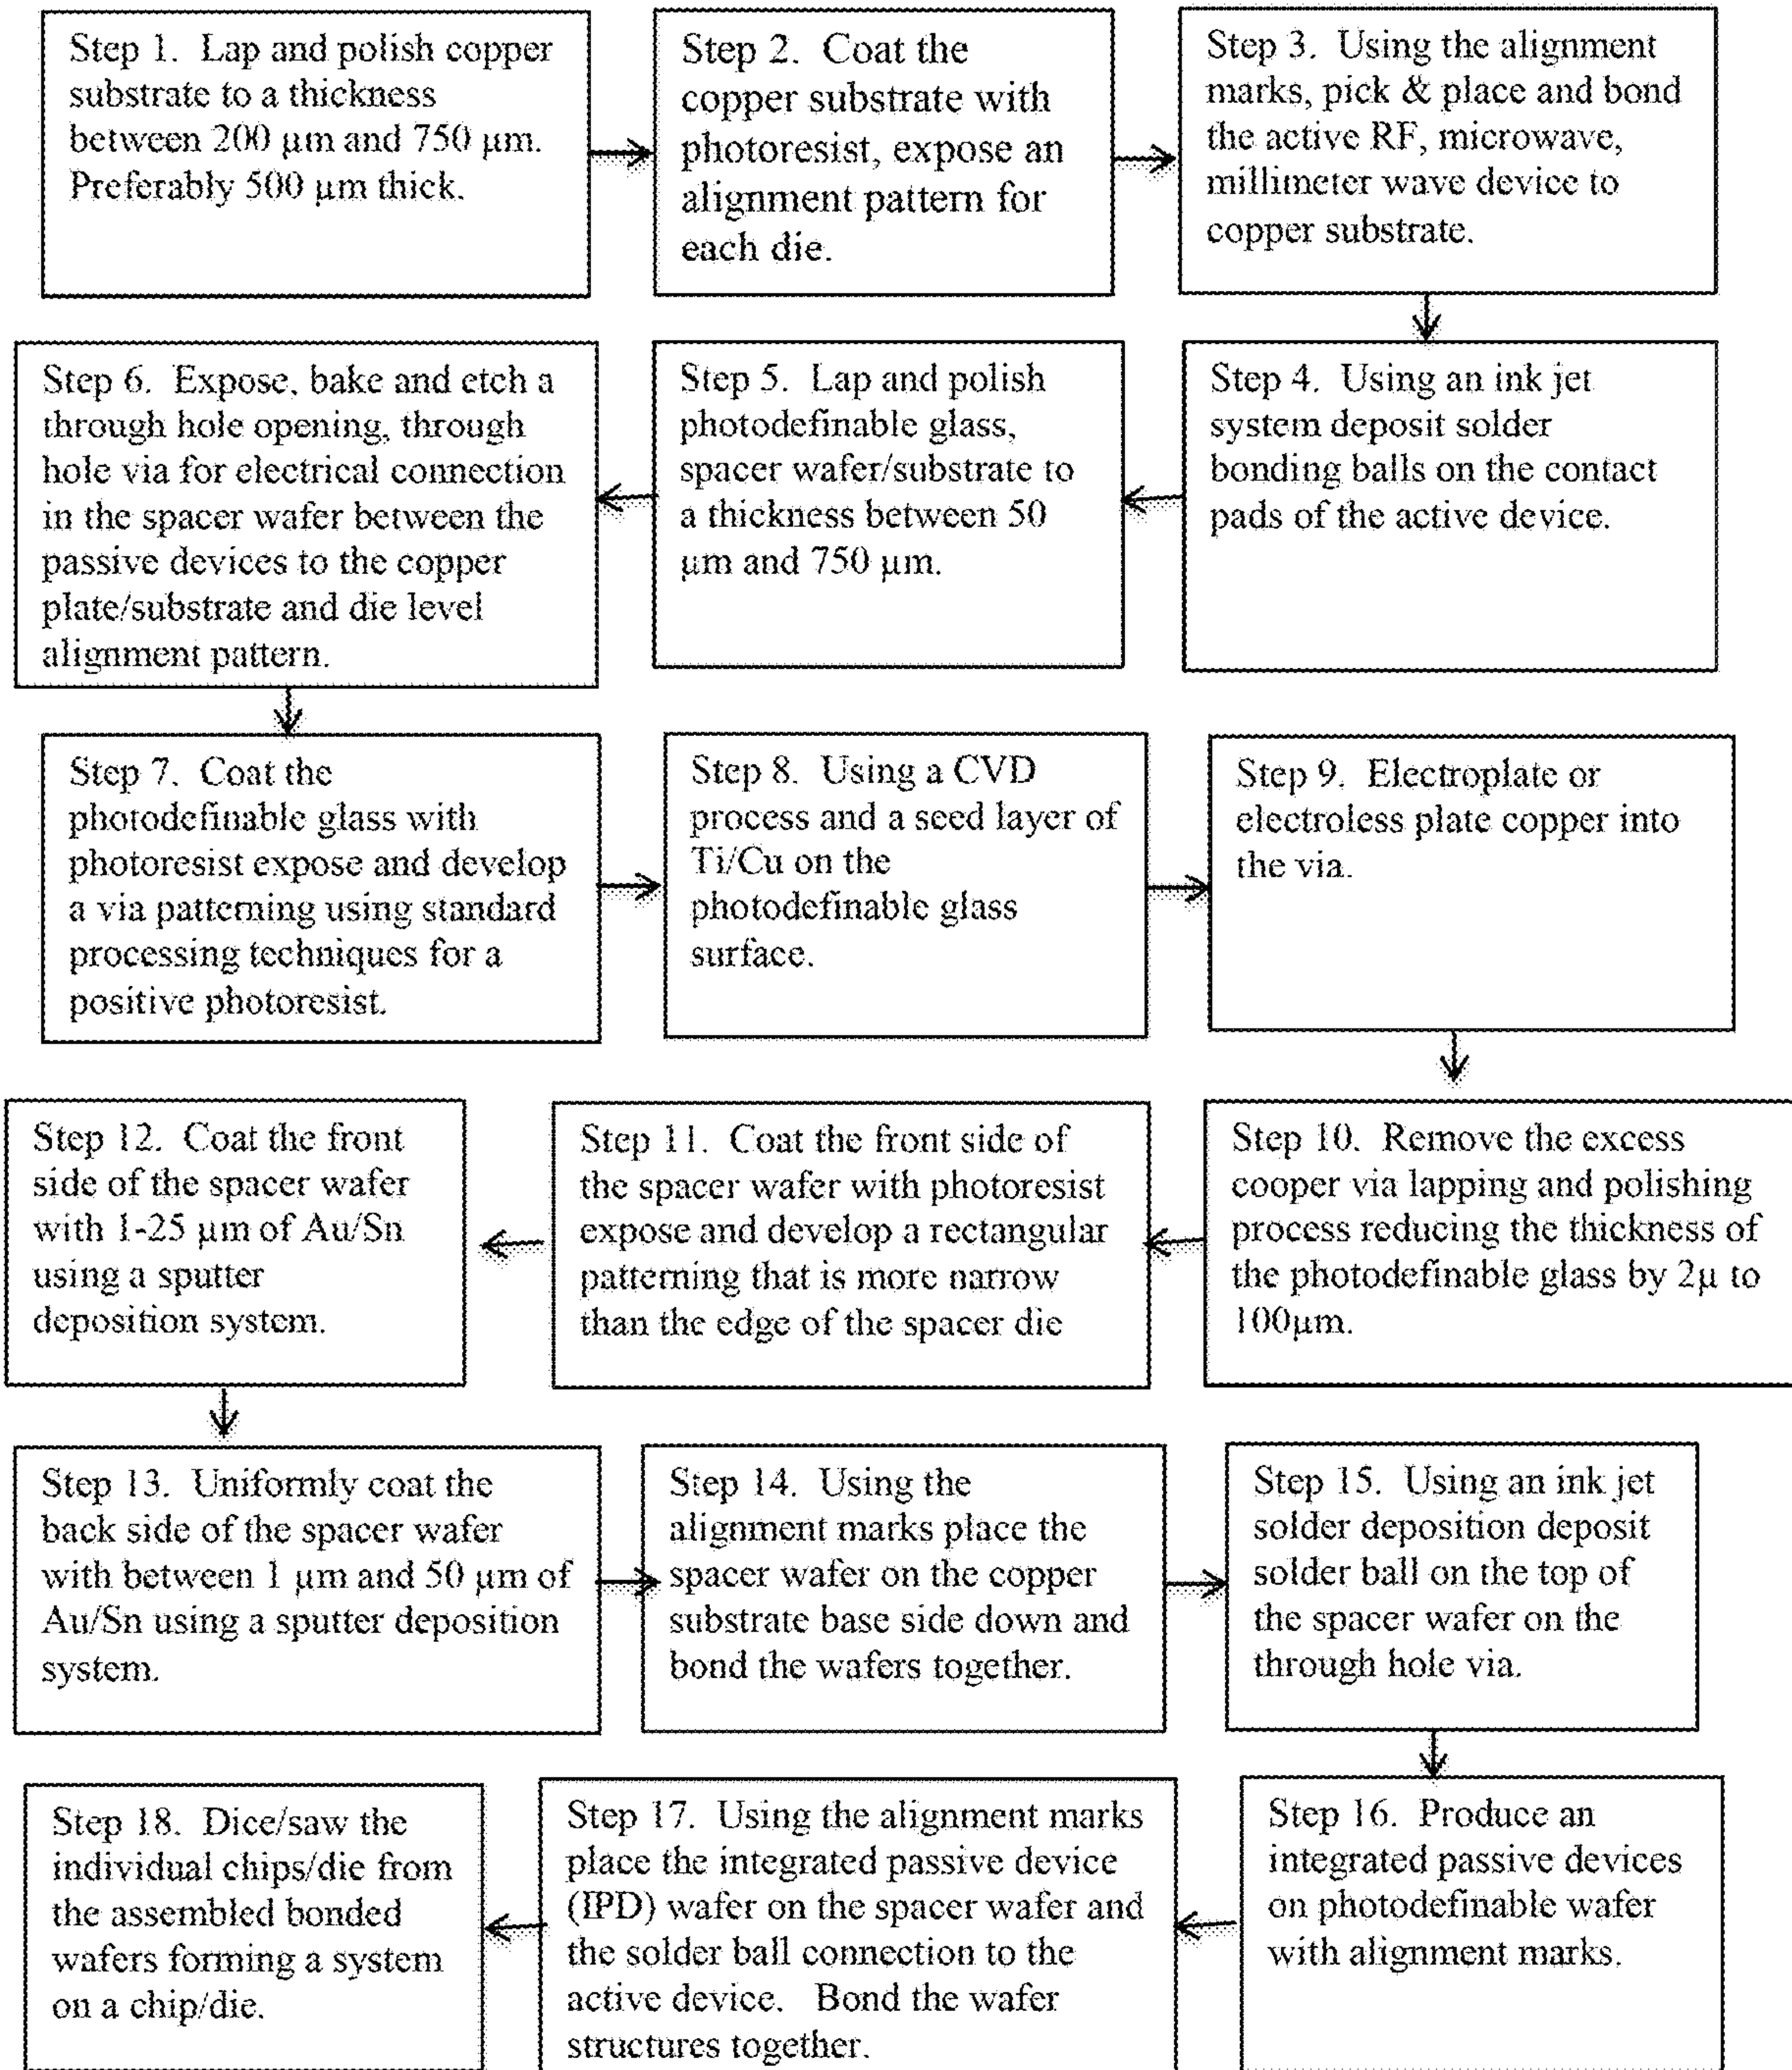 Step 1.  Lap and polish copper
substrate to a thickness
between 200 µm and 750 µm.
Preferably 500 µm thick.
Step 2.  Coat the
copper substrate with
photoresist, expose an
alignment pattern for
each die.
Step 3.  Using the alignment
marks, pick & place and bond
the active RF, microwave,
millimeter wave device to
copper substrate.
Step 4.  Using an ink jet
system deposit solder
bonding balls on the contact
pads of the active device.
Step 5.  Lap and polish
photodefinable glass,
spacer wafer/substrate to
a thickness between 50
µm and 750 µm.
Step 6.  Expose, bake and etch a
through hole opening, through
hole via for electrical connection
in the spacer wafer between the
passive devices to the copper
plate/substrate and die level
alignment pattern.
Step 7.  Coat the
photodefinable glass with
photoresist expose and develop
a via patterning using standard
processing techniques for a
positive photoresist.
Step 8.  Using a CVD
process and a seed layer of
Ti/Cu on the
photodefinable glass
surface.
Step 9.  Electroplate or
electroless plate copper into
the via.
Step 10.  Remove the excess
cooper via lapping and polishing
process reducing the thickness of
the photodefinable glass by 2µ to
100µm.
Step 11.  Coat the front side of
the spacer wafer with photoresist
expose and develop a rectangular
patterning that is more narrow
than the edge of the spacer die
Step 12.  Coat the front
side of the spacer wafer
with 1-25 µm of Au/Sn
using a sputter
deposition system.
Step 13.  Uniformly coat the
back side of the spacer wafer
with between 1 µm and 50 µm of
Au/Sn using a sputter deposition
system.
Step 14.  Using the
alignment marks place the
spacer wafer on the copper
substrate base side down and
bond the wafers together.
Step 15.  Using an ink jet
solder deposition deposit
solder ball on the top of
the spacer wafer on the
through hole via.
Step 16.  Produce an
integrated passive devices
on photodefinable wafer
with alignment marks.
Step 17.  Using the alignment marks
place the integrated passive device
(IPD) wafer on the spacer wafer and
the solder ball connection to the
active device.   Bond the wafer
structures together.
Step 18.  Dice/saw the
individual chips/die from
the assembled bonded
wafers forming a system
on a chip/die.